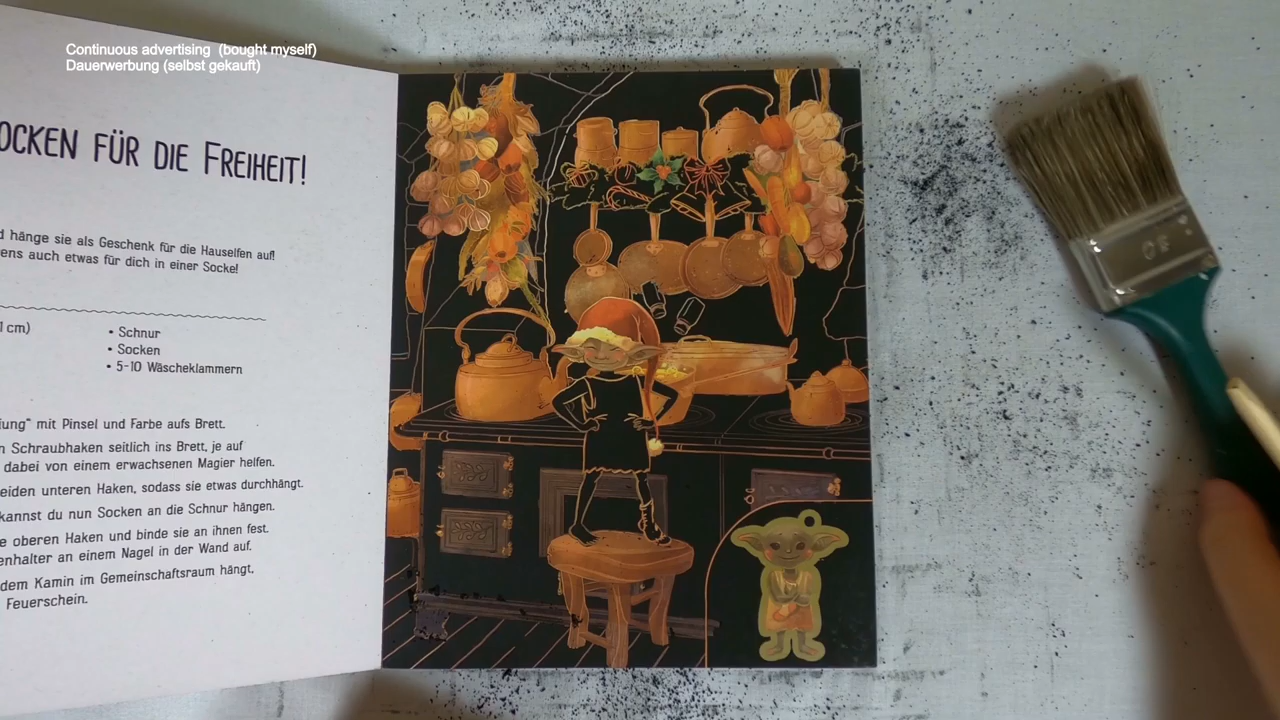 Continuous advertising (bought myself)
Dauerwerbung (selbst gekauft)
OCKEN FÜR DIE FREIHEIT!
hänge sie als Geschenk für die Hauselfen auf!
ens auch etwas für dich in einer Socke!
1 cm)
• Schnur
• Socken
• 5-10 Wäscheklammern
ung“ mit Pinsel und Farbe aufs Brett.
n Schraubhaken seitlich ins Brett, je auf
dabei von einem erwachsenen Magier helfen.
eiden unteren Haken, sodass sie etwas durchhängt.
kannst du nun Socken an die Schnur hängen.
e oberen Haken und binde sie an ihnen fest.
enhalter an einem Nagel in der Wand auf.
dem Kamin im Gemeinschaftsraum hängt,
Feuerschein.